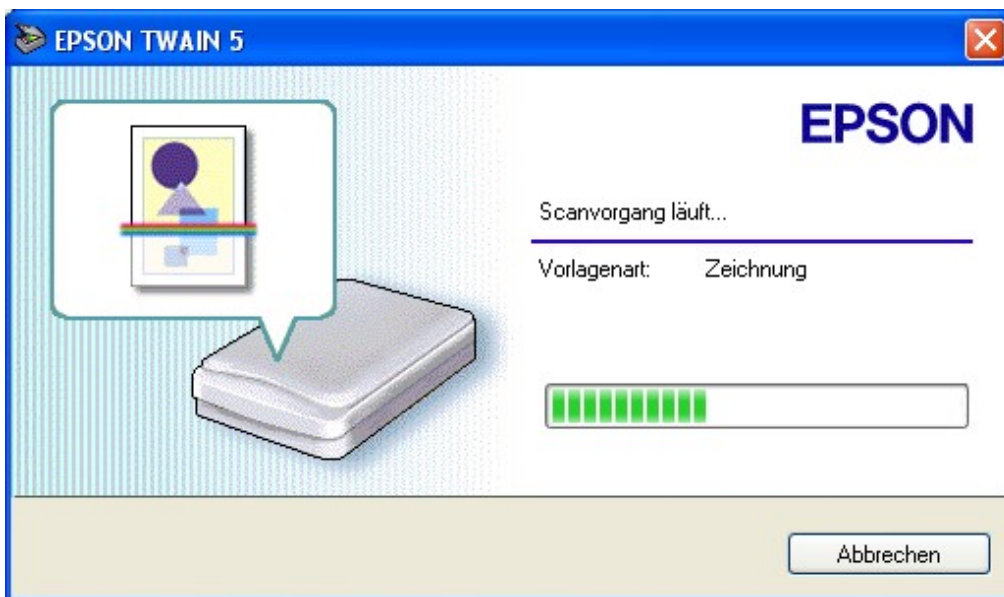 EPSON TWAIN 5
EPSON
Scanvorgang läuft...
Vorlagenart: Zeichnung
Abbrechen